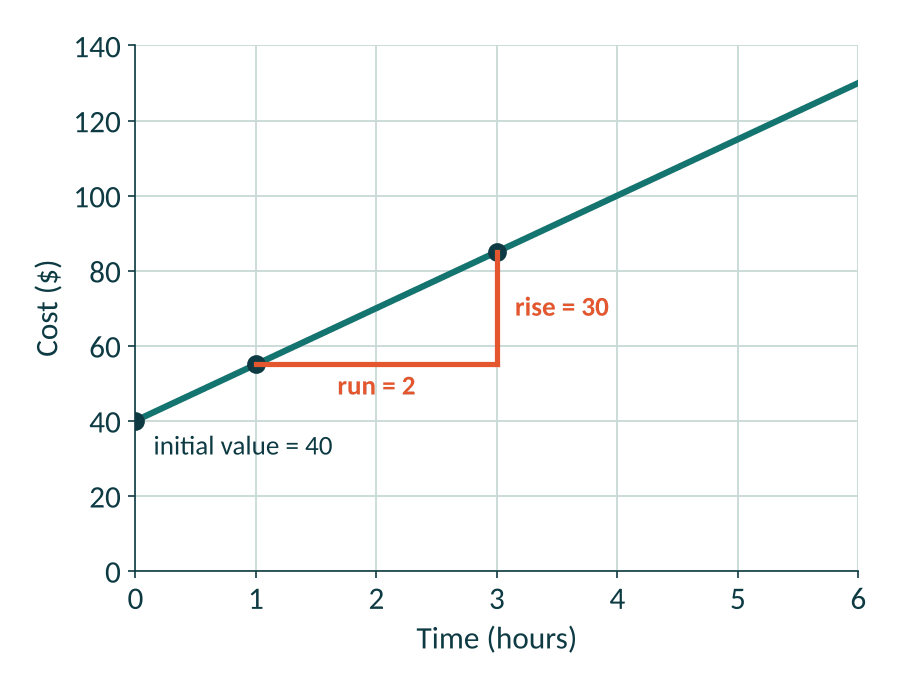 140
120
100
80
60
40
20
0
Cost ($)
rise = 30
run = 2
initial value = 40
0 1 2 3 4 5 6
Time (hours)